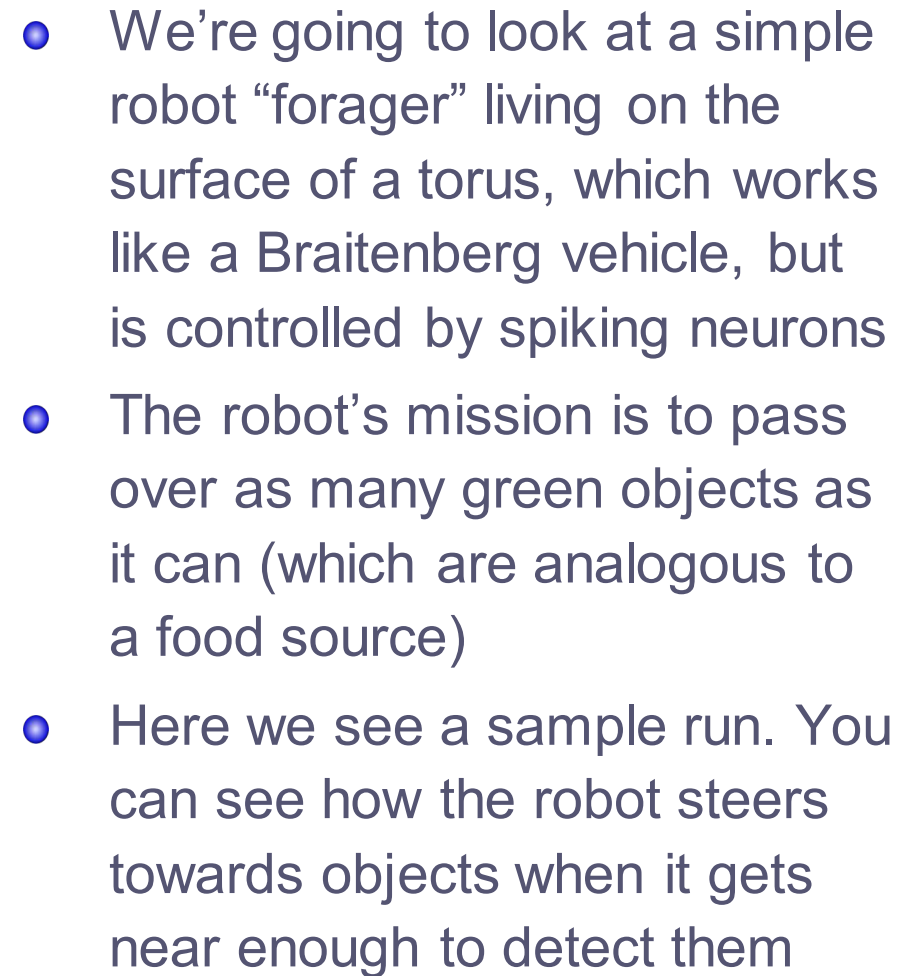 We’re going to look at a simple
robot “forager” living on the
surface of a torus, which works
like a Braitenberg vehicle, but
is controlled by spiking neurons
The robot’s mission is to pass
over as many green objects as
it can (which are analogous to
a food source)
Here we see a sample run. You
can see how the robot steers
towards objects when it gets
near enough to detect them